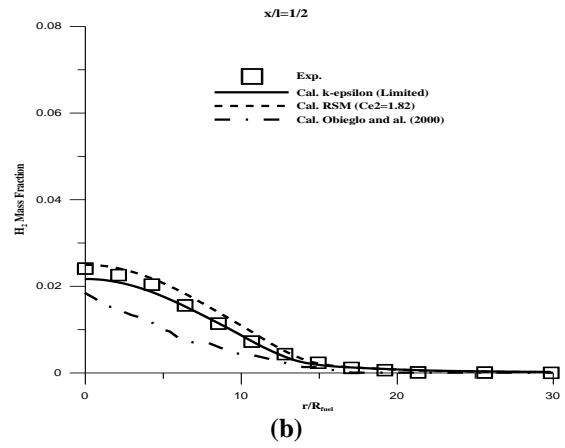 x/l=1/2
0.08
Exp.
Cal. k-epsilon (Limited)
Cal. RSM (Ce2=1.82)
Cal. Obieglo and al. (2000)
0.06
0.04
H2 Mass Fraction
0.02
0
0 10 20 30
r/Rfuel
(b)